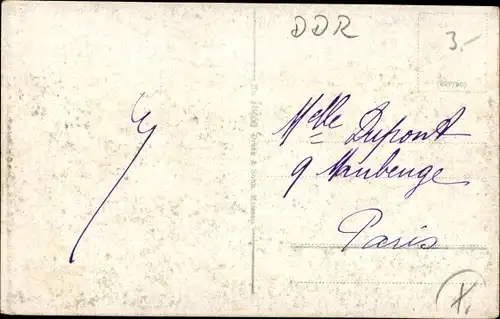 DDR
3.-
Melle
Dupont
9 Maubeuge
Paris
X.